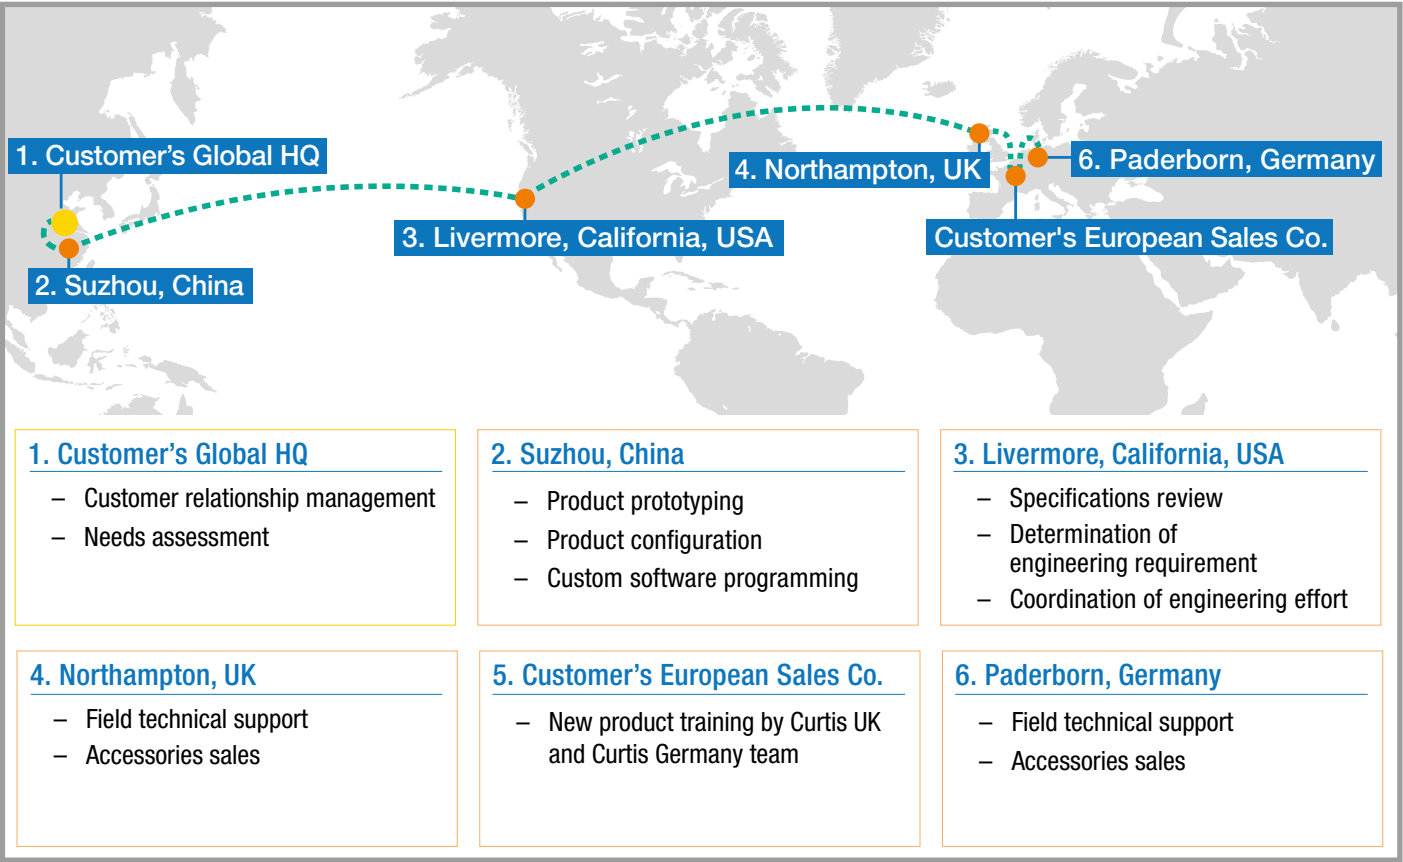 1. Customer’s Global HQ
2. Suzhou, China
3. Livermore, California, USA
4. Northampton, UK
6. Paderborn, Germany
Customer's European Sales Co.
1. Customer’s Global HQ
– Customer relationship management
– Needs assessment
2. Suzhou, China
– Product prototyping
– Product configuration
– Custom software programming
3. Livermore, California, USA
– Specifications review
– Determination of
engineering requirement
– Coordination of engineering effort
4. Northampton, UK
– Field technical support
– Accessories sales
5. Customer’s European Sales Co.
– New product training by Curtis UK
and Curtis Germany team
6. Paderborn, Germany
– Field technical support
– Accessories sales